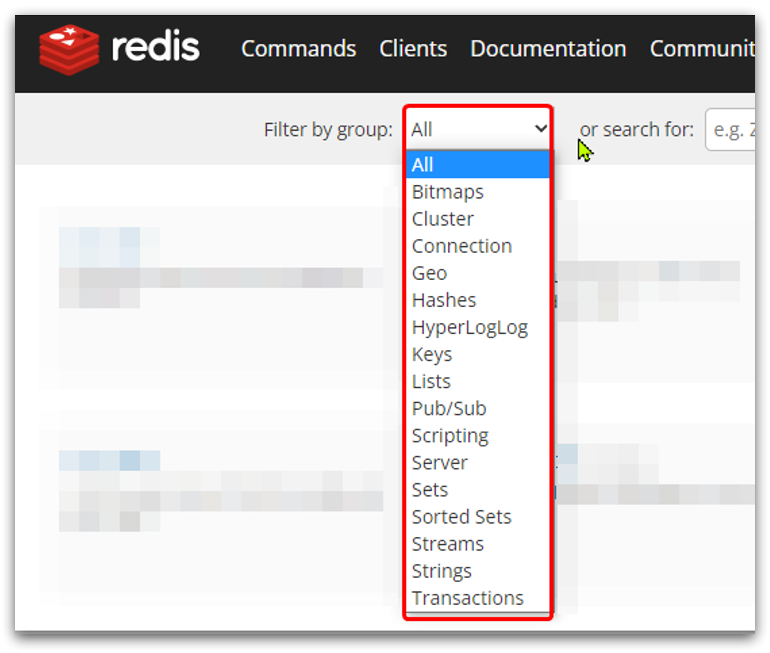 redis Commands Clients Documentation Communit
Filter by group: All or search for: e.g. Z
All
Bitmaps
Cluster
Connection
Geo
Hashes
HyperLogLog
Keys
Lists
Pub/Sub
Scripting
Server
Sets
Sorted Sets
Streams
Strings
Transactions